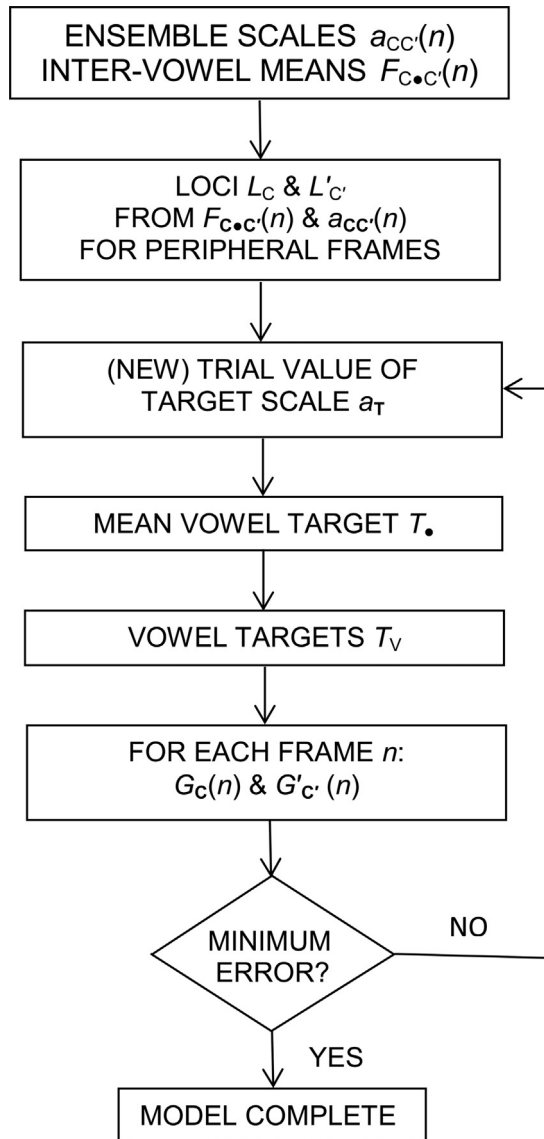 ENSEMBLE SCALES aCC′(n)
INTER-VOWEL MEANS FC●C′(n)
LOCI LC & L′C′
FROM FC●C′(n) & aCC′(n)
FOR PERIPHERAL FRAMES
(NEW) TRIAL VALUE OF
TARGET SCALE aT
MEAN VOWEL TARGET T●
VOWEL TARGETS TV
FOR EACH FRAME n:
GC(n) & G′C′ (n)
MINIMUM
ERROR?
NO
YES
MODEL COMPLETE